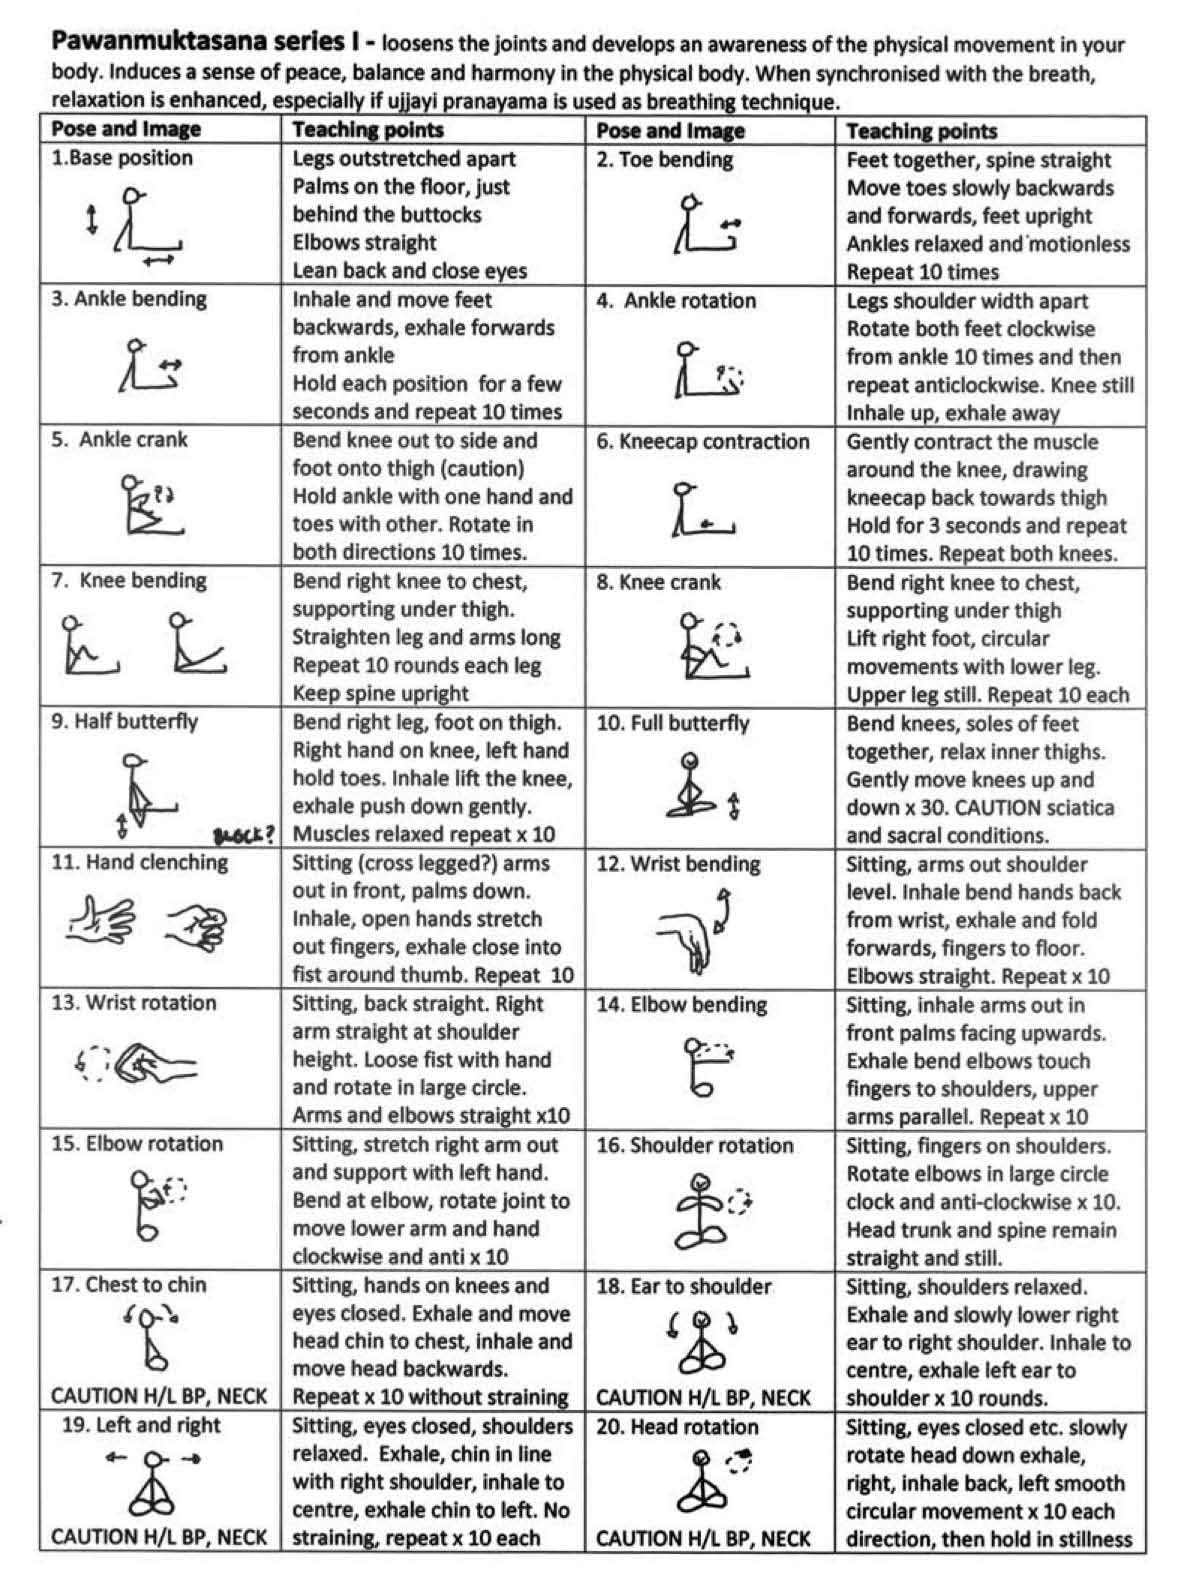 Pawanmuktasana series I - loosens the joints and develops an awareness of the physical movement in your
body. Induces a sense of peace, balance and harmony in the physical body. When synchronised with the breath,
relaxation is enhanced, especially if ujjayi pranayama is used as breathing technique.
Pose and Image
Teaching points
Pose and Image
Teaching points
1.Base position
Legs outstretched apart
Palms on the floor, just
behind the buttocks
Elbows straight
Lean back and close eyes
2. Toe bending
Feet together, spine straight
Move toes slowly backwards
and forwards, feet upright
Ankles relaxed and motionless
Repeat 10 times
3. Ankle bending
Inhale and move feet
backwards, exhale forwards
from ankle
Hold each position for a few
seconds and repeat 10 times
4. Ankle rotation
Legs shoulder width apart
Rotate both feet clockwise
from ankle 10 times and then
repeat anticlockwise. Knee still
Inhale up, exhale away
5. Ankle crank
Bend knee out to side and
foot onto thigh (caution)
Hold ankle with one hand and
toes with other. Rotate in
both directions 10 times.
6. Kneecap contraction
Gently contract the muscle
around the knee, drawing
kneecap back towards thigh
Hold for 3 seconds and repeat
10 times. Repeat both knees.
7. Knee bending
Bend right knee to chest,
supporting under thigh.
Straighten leg and arms long
Repeat 10 rounds each leg
Keep spine upright
8. Knee crank
Bend right knee to chest,
supporting under thigh
Lift right foot, circular
movements with lower leg.
Upper leg still. Repeat 10 each
9. Half butterfly
BLOCK?
Bend right leg, foot on thigh.
Right hand on knee, left hand
hold toes. Inhale lift the knee,
exhale push down gently.
Muscles relaxed repeat x 10
10. Full butterfly
Bend knees, soles of feet
together, relax inner thighs.
Gently move knees up and
down x 30. CAUTION sciatica
and sacral conditions.
11. Hand clenching
Sitting (cross legged?) arms
out in front, palms down.
Inhale, open hands stretch
out fingers, exhale close into
fist around thumb. Repeat 10
12. Wrist bending
Sitting, arms out shoulder
level. Inhale bend hands back
from wrist, exhale and fold
forwards, fingers to floor.
Elbows straight. Repeat x 10
13. Wrist rotation
Sitting, back straight. Right
arm straight at shoulder
height. Loose fist with hand
and rotate in large circle.
Arms and elbows straight x10
14. Elbow bending
Sitting, inhale arms out in
front palms facing upwards.
Exhale bend elbows touch
fingers to shoulders, upper
arms parallel. Repeat x 10
15. Elbow rotation
Sitting, stretch right arm out
and support with left hand.
Bend at elbow, rotate joint to
move lower arm and hand
clockwise and anti x 10
16. Shoulder rotation
Sitting, fingers on shoulders.
Rotate elbows in large circle
clock and anti-clockwise x 10.
Head trunk and spine remain
straight and still.
17. Chest to chin
CAUTION H/L BP, NECK
Sitting, hands on knees and
eyes closed. Exhale and move
head chin to chest, inhale and
move head backwards.
Repeat x 10 without straining
18. Ear to shoulder
CAUTION H/L BP, NECK
Sitting, shoulders relaxed.
Exhale and slowly lower right
ear to right shoulder. Inhale to
centre, exhale left ear to
shoulder x 10 rounds.
19. Left and right
CAUTION H/L BP, NECK
Sitting, eyes closed, shoulders
relaxed. Exhale, chin in line
with right shoulder, inhale to
centre, exhale chin to left. No
straining, repeat x 10 each
20. Head rotation
CAUTION H/L BP, NECK
Sitting, eyes closed etc. slowly
rotate head down exhale,
right, inhale back, left smooth
circular movement x 10 each
direction, then hold in stillness